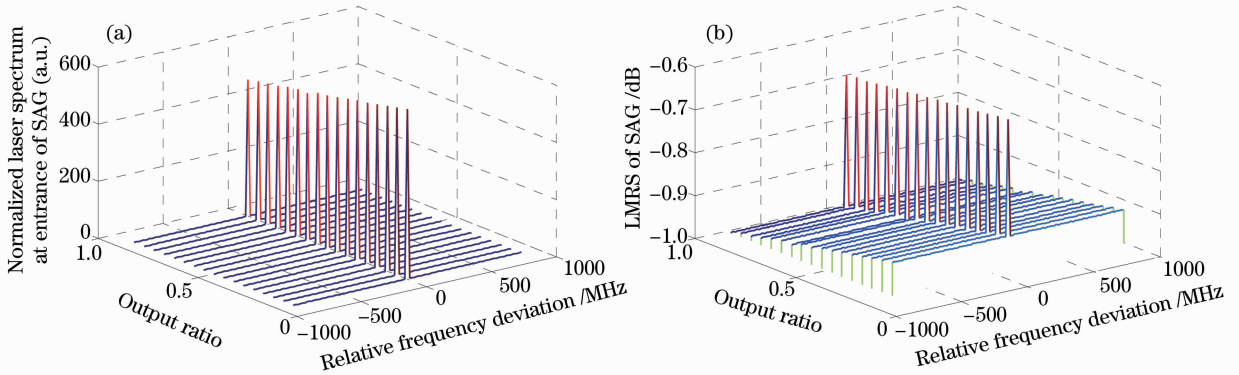 (a)
Normalized laser spectrum
at entrance of SAG (a.u.)
600
400
200
0
1.0
0.5
0
Output ratio
−1000
−500
0
500
1000
Relative frequency deviation /MHz
(b)
LMRS of SAG /dB
−0.6
−0.7
−0.8
−0.9
−1.0
1.0
0.5
0
Output ratio
−1000
−500
0
500
1000
Relative frequency deviation /MHz